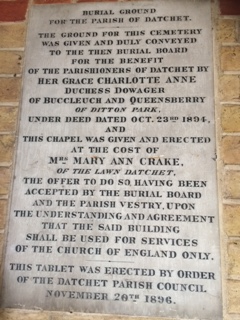 BURIAL GROUND
FOR THE PARISH OF DATCHET.
THE GROUND FOR THIS CEMETERY
WAS GIVEN AND DULY CONVEYED
TO THE THEN BURIAL BOARD
FOR THE BENEFIT
OF THE PARISHIONERS OF DATCHET BY
HER GRACE CHARLOTTE ANNE
DUCHESS DOWAGER
OF BUCCLEUCH AND QUEENSBERRY
OF DITTON PARK.
UNDER DEED DATED OCT. 23RD 1894,
AND
THIS CHAPEL WAS GIVEN AND ERECTED
AT THE COST OF
MRS MARY ANN CRAKE,
OF THE LAWN DATCHET.
THE OFFER TO DO SO, HAVING BEEN
ACCEPTED BY THE BURIAL BOARD
AND THE PARISH VESTRY, UPON
THE UNDERSTANDING AND AGREEMENT
THAT THE SAID BUILDING
SHALL BE USED FOR SERVICES
OF THE CHURCH OF ENGLAND ONLY.
THIS TABLET WAS ERECTED BY ORDER
OF THE DATCHET PARISH COUNCIL.
NOVEMBER 20TH 1896.